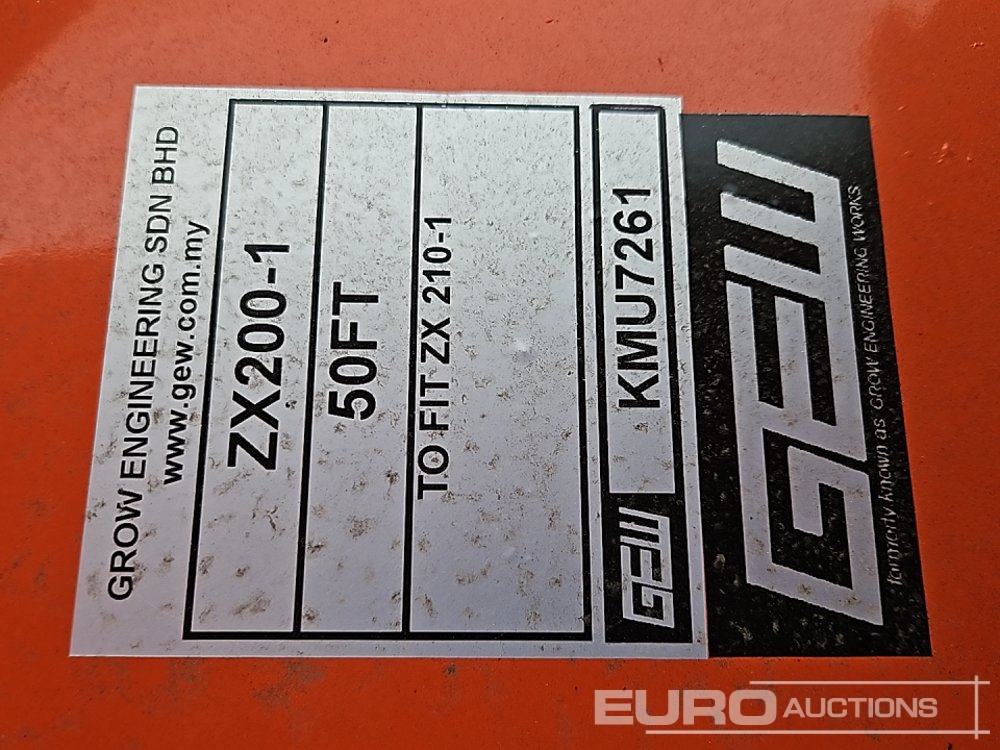 GROW ENGINEERING SDN BHD
www.gew.com.my
ZX200-1
50FT
TO FIT ZX 210-1
GEW KMU7261
GEW
formerly known as GROW ENGINEERING WORKS
EURO AUCTIONS